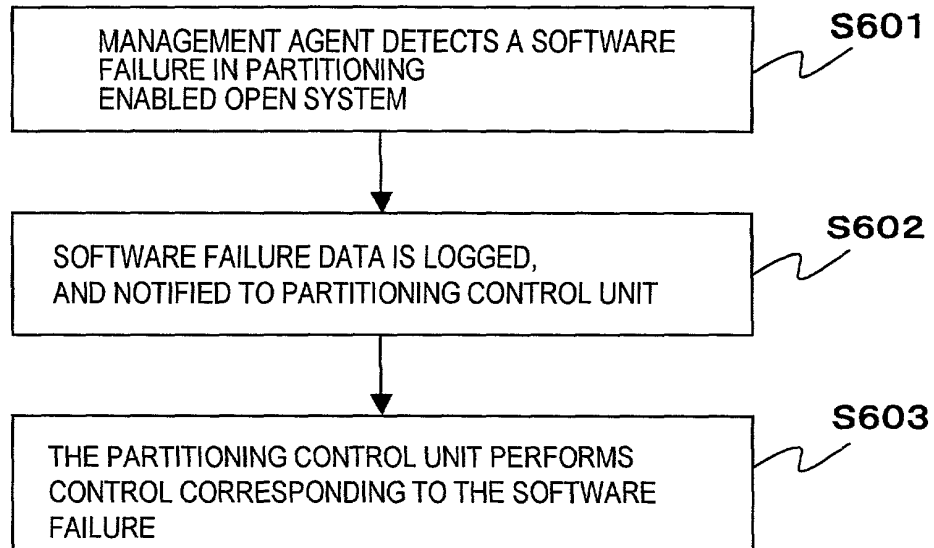 MANAGEMENT AGENT DETECTS A SOFTWARE
FAILURE IN PARTITIONING
ENABLED OPEN SYSTEM
S601
SOFTWARE FAILURE DATA IS LOGGED,
AND NOTIFIED TO PARTITIONING CONTROL UNIT
S602
THE PARTITIONING CONTROL UNIT PERFORMS
CONTROL CORRESPONDING TO THE SOFTWARE
FAILURE
S603